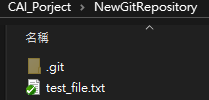 CAI_Porject > NewGitRepository
名稱
.git
test_file.txt